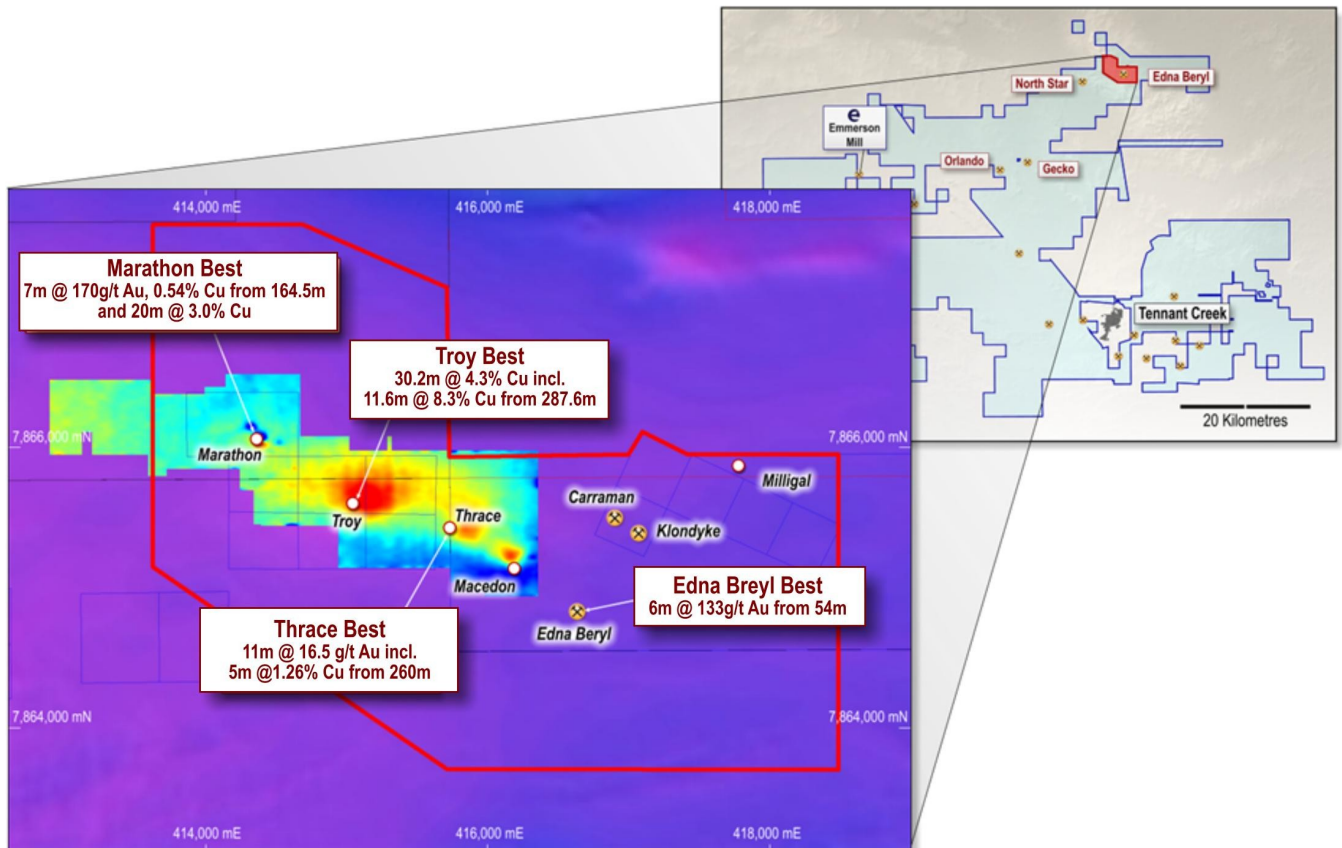 North Star
Edna Beryl
e
Emmerson
Mill
Orlando
Gecko
Tennant Creek
20 Kilometres
414,000 mE
416,000 mE
418,000 mE
Marathon Best
7m @ 170g/t Au, 0.54% Cu from 164.5m
and 20m @ 3.0% Cu
Troy Best
30.2m @ 4.3% Cu incl.
11.6m @ 8.3% Cu from 287.6m
7,866,000 mN
7,866,000 mN
Marathon
Milligal
Carraman
Troy
Thrace
Klondyke
Macedon
Edna Breyl Best
6m @ 133g/t Au from 54m
Edna Beryl
Thrace Best
11m @ 16.5 g/t Au incl.
5m @1.26% Cu from 260m
7,864,000 mN
7,864,000 mN
414,000 mE
416,000 mE
418,000 mE